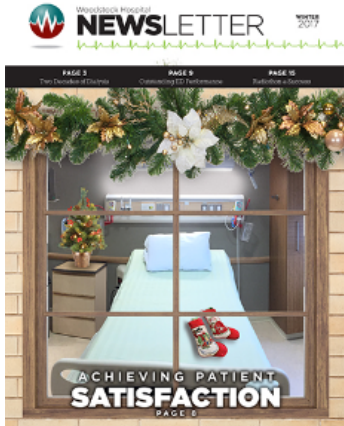 Woodstock Hospital
NEWSLETTER
WINTER
2017
PAGE 3
Two Decades of Dialysis
PAGE 9
Outstanding ED Performance
PAGE 15
Radiothon a Success
ACHIEVING PATIENT
SATISFACTION
PAGE 8